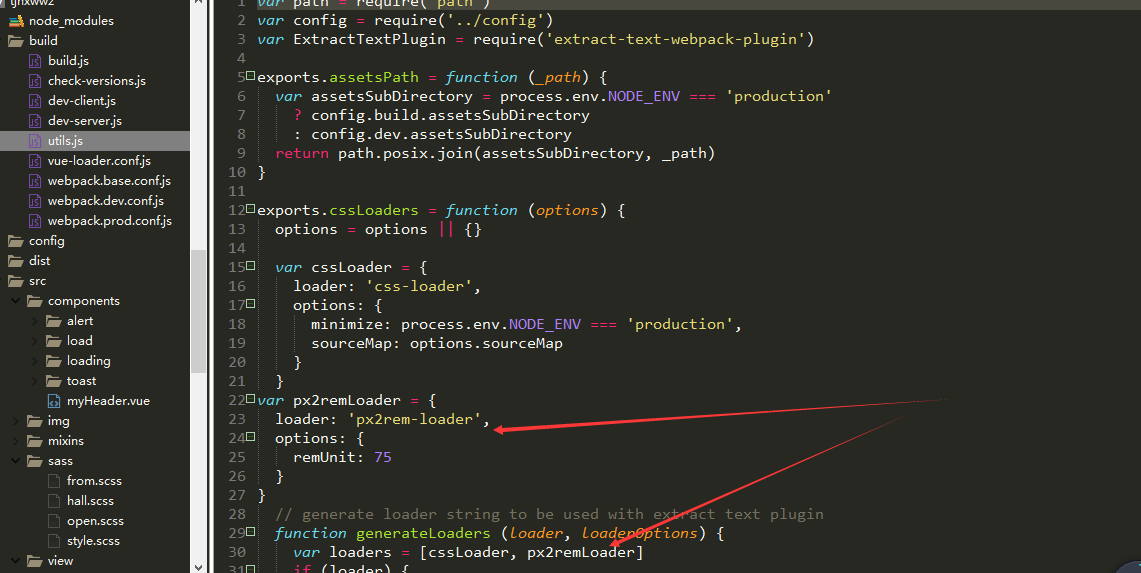 node_modules
build
build.js
check-versions.js
dev-client.js
dev-server.js
utils.js
vue-loader.conf.js
webpack.base.conf.js
webpack.dev.conf.js
webpack.prod.conf.js
config
dist
src
components
alert
load
loading
toast
myHeader.vue
img
mixins
sass
from.scss
hall.scss
open.scss
style.scss
view
1 var path = require('path')
2 var config = require('../config')
3 var ExtractTextPlugin = require('extract-text-webpack-plugin')
4
5 exports.assetsPath = function (_path) {
6 var assetsSubDirectory = process.env.NODE_ENV === 'production'
7 ? config.build.assetsSubDirectory
8 : config.dev.assetsSubDirectory
9 return path.posix.join(assetsSubDirectory, _path)
10 }
11
12 exports.cssLoaders = function (options) {
13 options = options || {}
14
15 var cssLoader = {
16 loader: 'css-loader',
17 options: {
18 minimize: process.env.NODE_ENV === 'production',
19 sourceMap: options.sourceMap
20 }
21 }
22 var px2remLoader = {
23 loader: 'px2rem-loader',
24 options: {
25 remUnit: 75
26 }
27 }
28 // generate loader string to be used with extract text plugin
29 function generateLoaders (loader, loaderOptions) {
30 var loaders = [cssLoader, px2remLoader]
31 if (loader) {